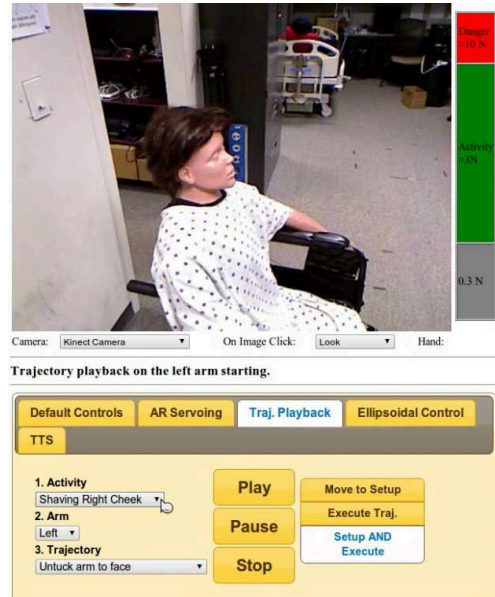 Danger
>10 N
Activity
>3N
0.3 N
Camera: Kinect Camera On Image Click: Look Hand:
Trajectory playback on the left arm starting.
Default Controls AR Servoing Traj. Playback Ellipsoidal Control
TTS
1. Activity
Shaving Right Cheek
2. Arm
Left
3. Trajectory
Untuck arm to face
Play
Pause
Stop
Move to Setup
Execute Traj.
Setup AND
Execute